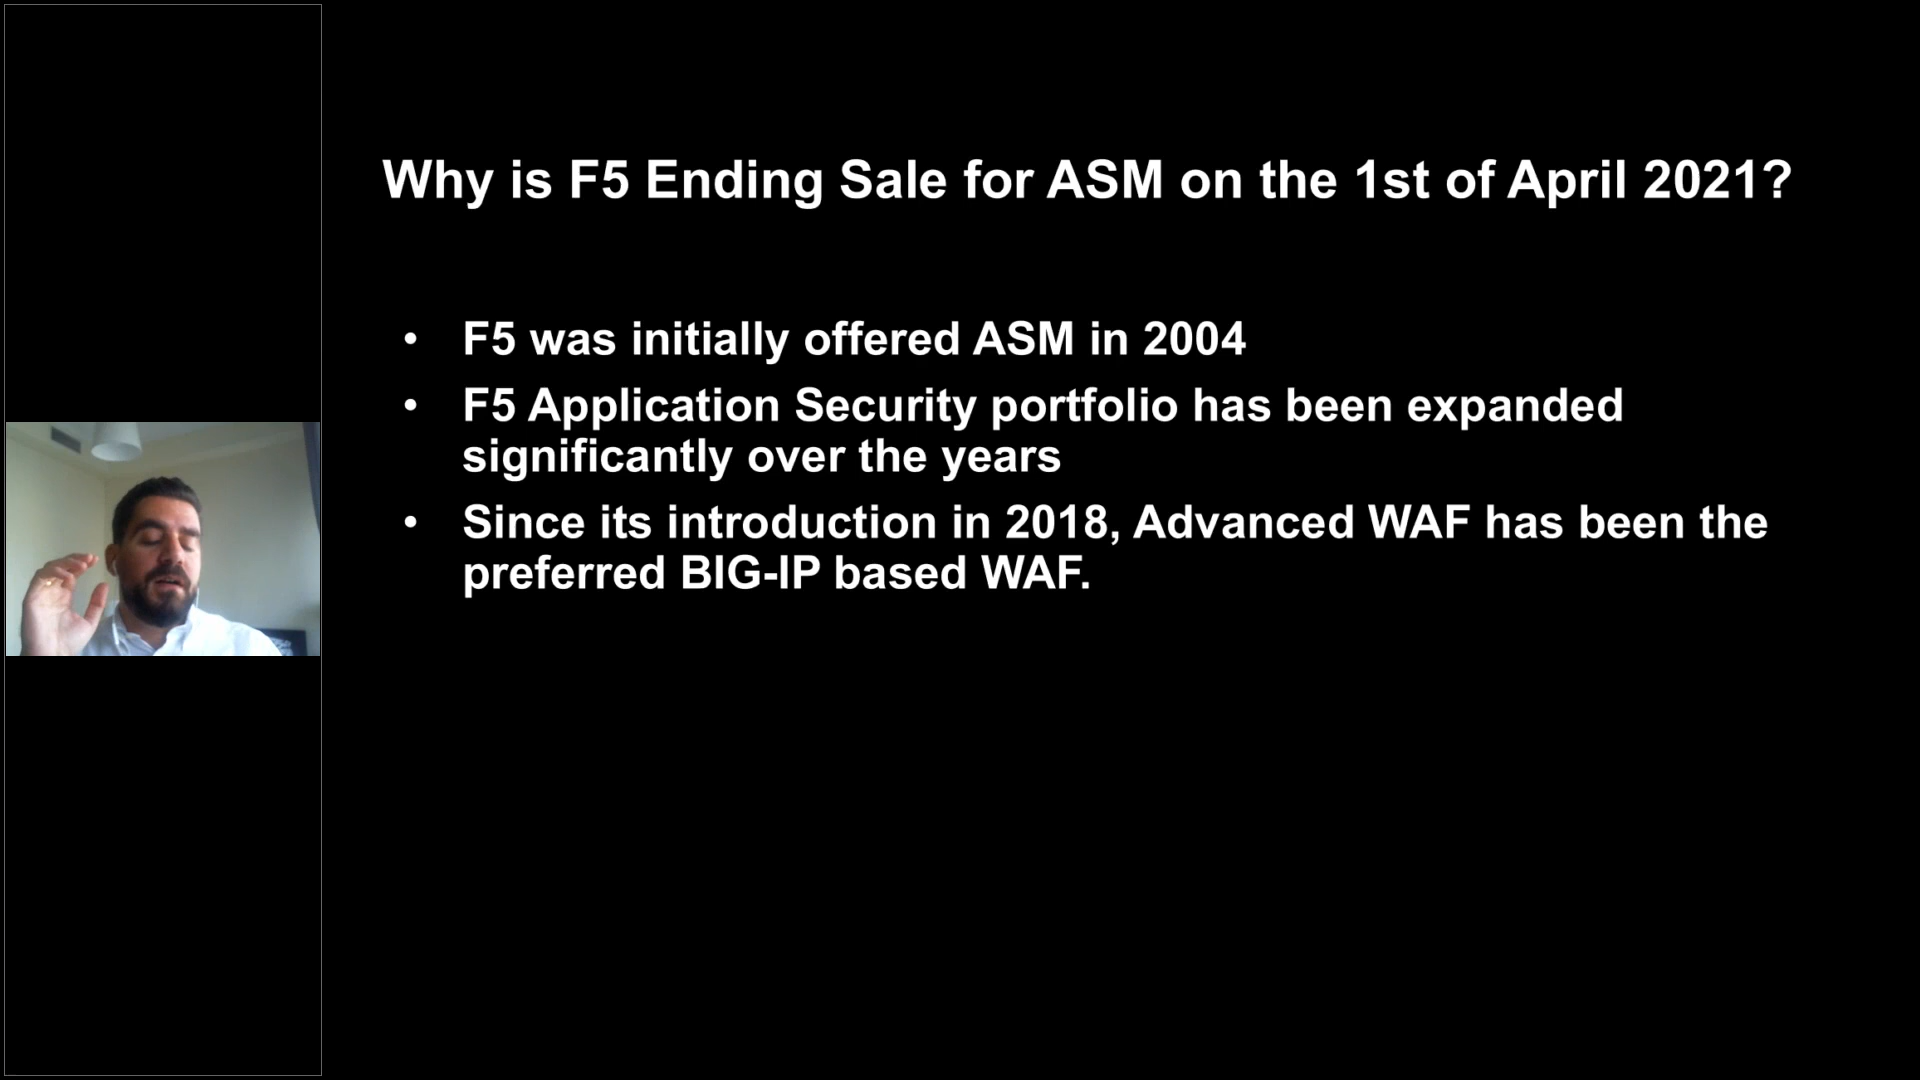 Why is F5 Ending Sale for ASM on the 1st of April 2021?
• F5 was initially offered ASM in 2004
• F5 Application Security portfolio has been expanded
significantly over the years
• Since its introduction in 2018, Advanced WAF has been the
preferred BIG-IP based WAF.